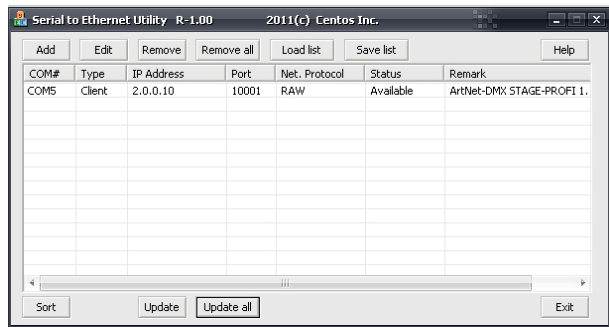 Serial to Ethernet Utility R-1.00 2011(c) Centos Inc.
Add Edit Remove Remove all Load list Save list Help
COM# Type IP Address Port Net. Protocol Status Remark
COM5 Client 2.0.0.10 10001 RAW Available ArtNet-DMX STAGE-PROFI 1.
Sort Update Update all Exit